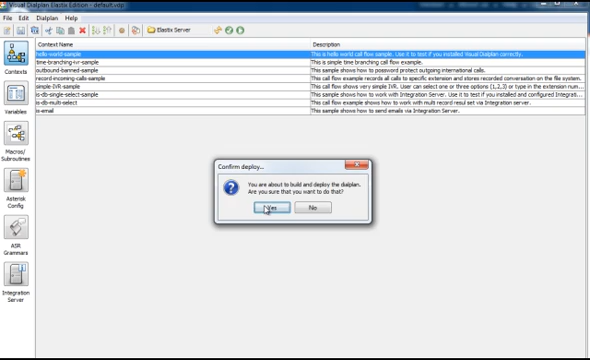 Visual Dialplan Elastix Edition - default.vdp
File Edit Dialplan Help
Elastix Server
Contexts
Variables
Macros/
Subroutines
Asterisk
Config
ASR
Grammars
Integration
Server
Context Name Description
hello-world-sample This is hello world call flow sample. Use it to test if you installed Visual Dialplan correctly.
time-branching-ivr-sample This is simple time branching call flow example.
outbound-banned-sample This sample shows how to password protect outgoing international calls.
record-incoming-calls-sample This call flow example records all calls to specific extension and stores recorded conversation on the file system.
simple-IVR-sample This call flow shows very simple IVR. User can select one or three options (1,2,3) or type in the extension num...
is-db-single-select-sample This sample shows how to work with Integration Server. Use it to test if you installed and configured Integrati...
is-db-multi-select This call flow example shows how to work with multi record resul set via Integration server.
is-email This sample shows how to send emails via Integration Server.
Confirm deploy...
You are about to build and deploy the dialplan.
Are you sure that you want to do that?
Yes No